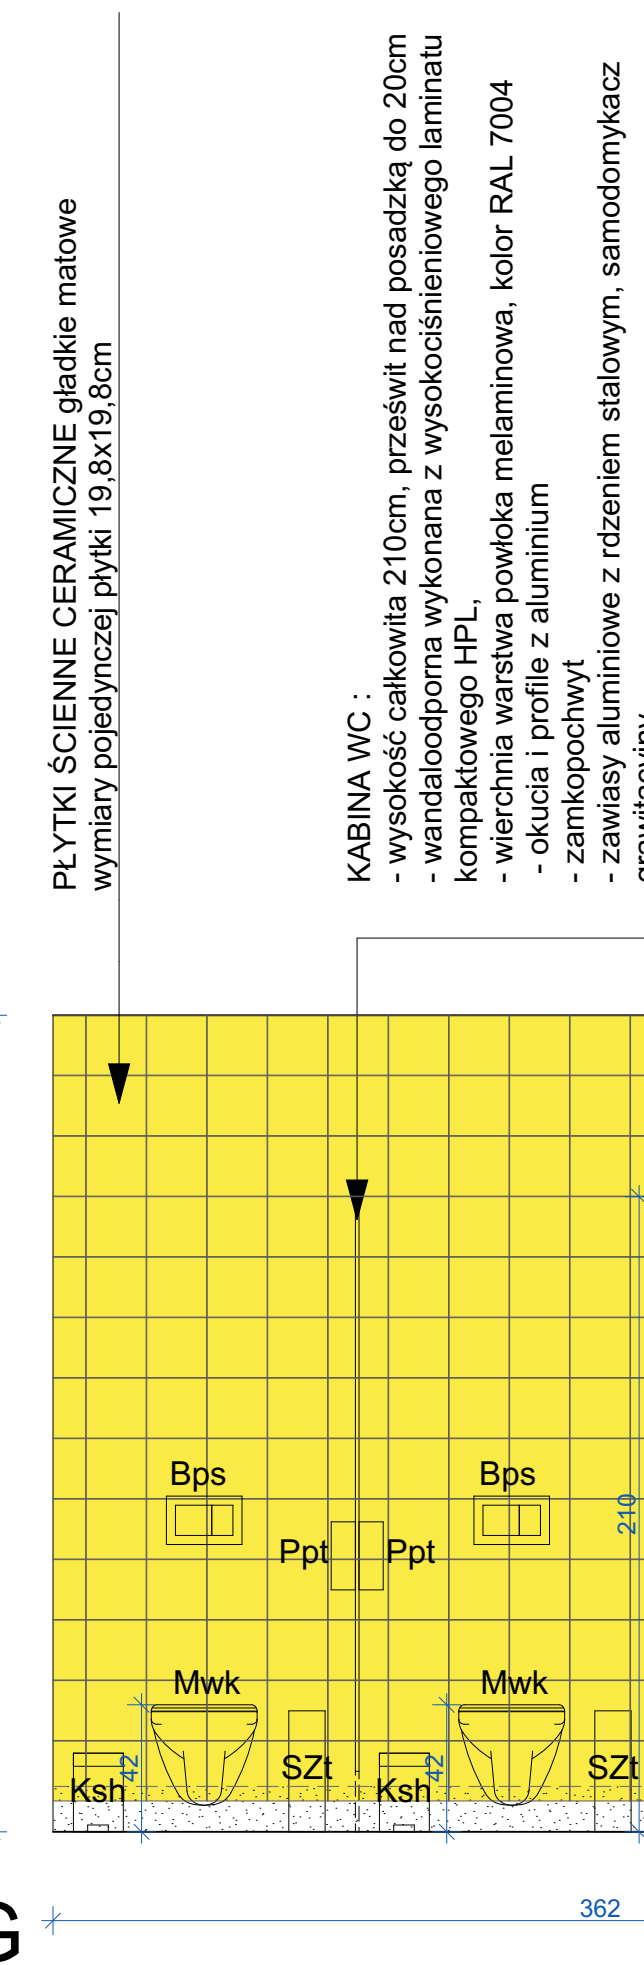 PŁYTKI ŚCIENNE CERAMICZNE gładkie matowe
wymiary pojedynczej płytki 19,8x19,8cm
KABINA WC :
- wysokość całkowita 210cm, prześwit nad posadzką do 20cm
- wandaloodporna wykonana z wysokociśnieniowego laminatu
kompaktowego HPL,
- wierchnia warstwa powłoka melaminowa, kolor RAL 7004
- okucia i profile z aluminium
- zamkopochwyt
- zawiasy aluminiowe z rdzeniem stalowym, samodomykacz
Bps
Bps
210
Ppt
Ppt
Mwk
Mwk
42
SZt
42
SZt
Ksh
Ksh
362
G